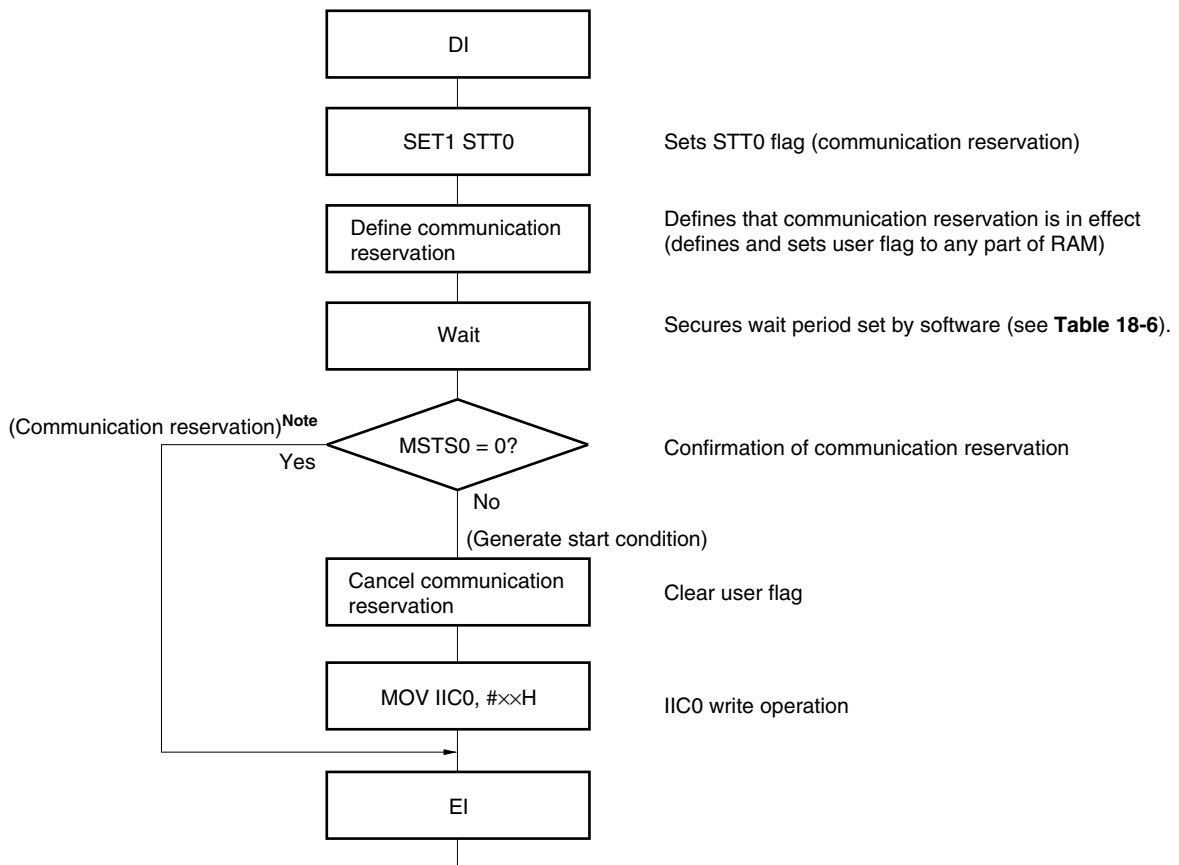 DI
SET1 STT0
Sets STT0 flag (communication reservation)
Define communication
reservation
Defines that communication reservation is in effect
(defines and sets user flag to any part of RAM)
Wait
Secures wait period set by software (see Table 18-6).
(Communication reservation)Note
Yes
MSTS0 = 0?
Confirmation of communication reservation
No
(Generate start condition)
Cancel communication
reservation
Clear user flag
MOV IIC0, #××H
IIC0 write operation
EI